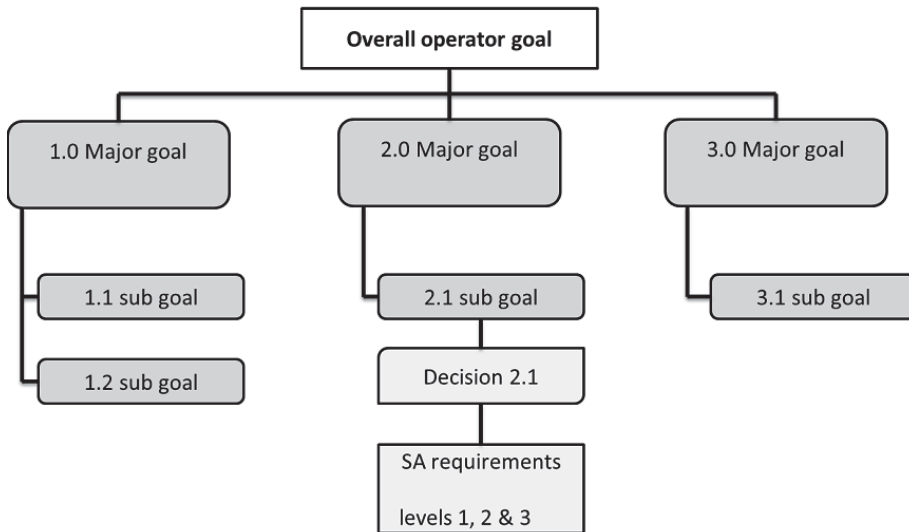 Overall operator goal
1.0 Major goal
2.0 Major goal
3.0 Major goal
1.1 sub goal
2.1 sub goal
3.1 sub goal
1.2 sub goal
Decision 2.1
SA requirements
levels 1, 2 & 3